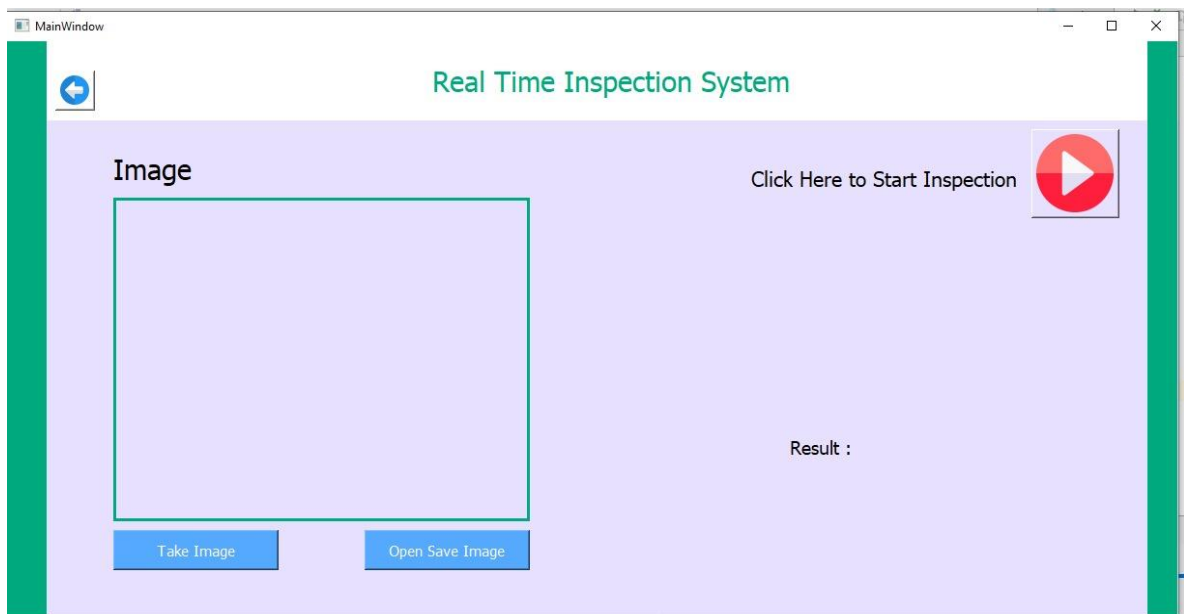 MainWindow
Real Time Inspection System
Image
Click Here to Start Inspection
Result :
Take Image
Open Save Image